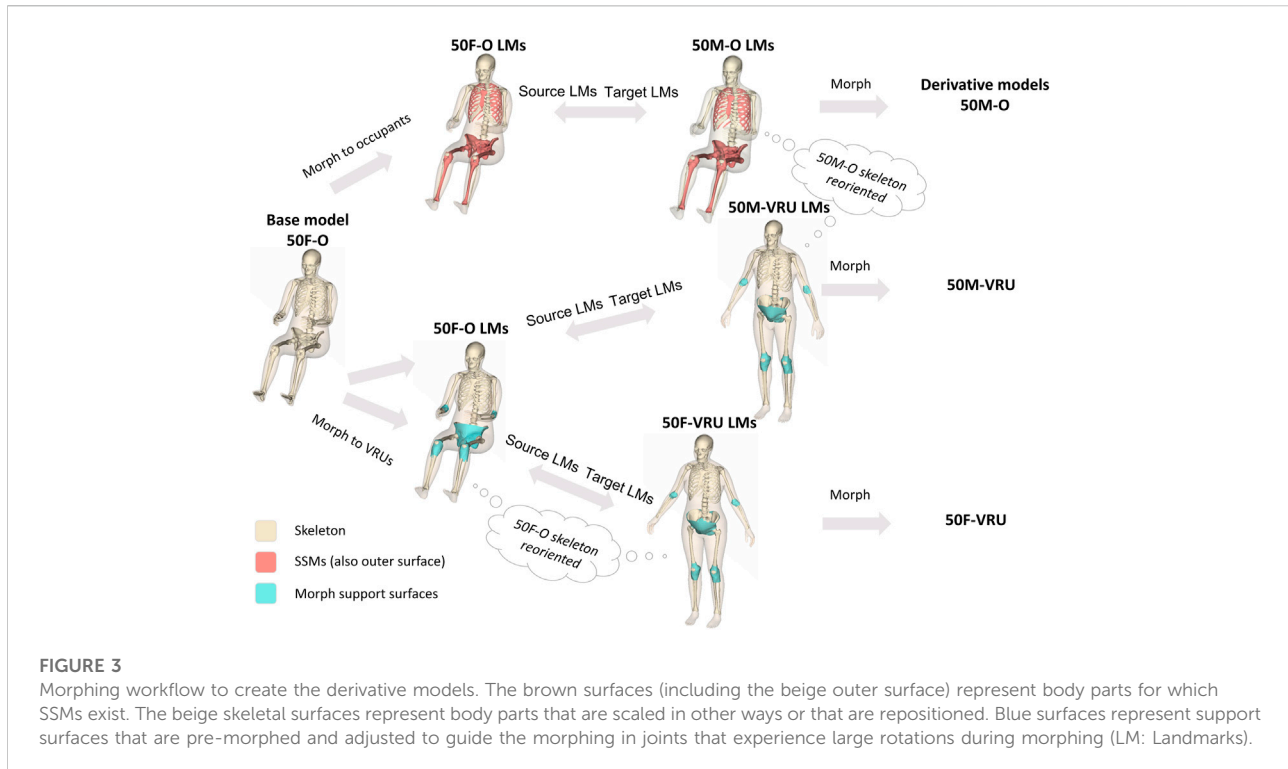 50F-O LMs
50M-O LMs
Source LMs Target LMs
Morph
Derivative models
50M-O
Morph to occupants
50M-O skeleton
reoriented
Base model
50F-O
50M-VRU LMs
Source LMs Target LMs
Morph
50M-VRU
50F-O LMs
Morph to VRUs
50F-VRU LMs
Source LMs Target LMs
Morph
50F-VRU
50F-O skeleton
reoriented
Skeleton
SSMs (also outer surface)
Morph support surfaces
FIGURE 3
Morphing workflow to create the derivative models. The brown surfaces (including the beige outer surface) represent body parts for which
SSMs exist. The beige skeletal surfaces represent body parts that are scaled in other ways or that are repositioned. Blue surfaces represent support
surfaces that are pre-morphed and adjusted to guide the morphing in joints that experience large rotations during morphing (LM: Landmarks).